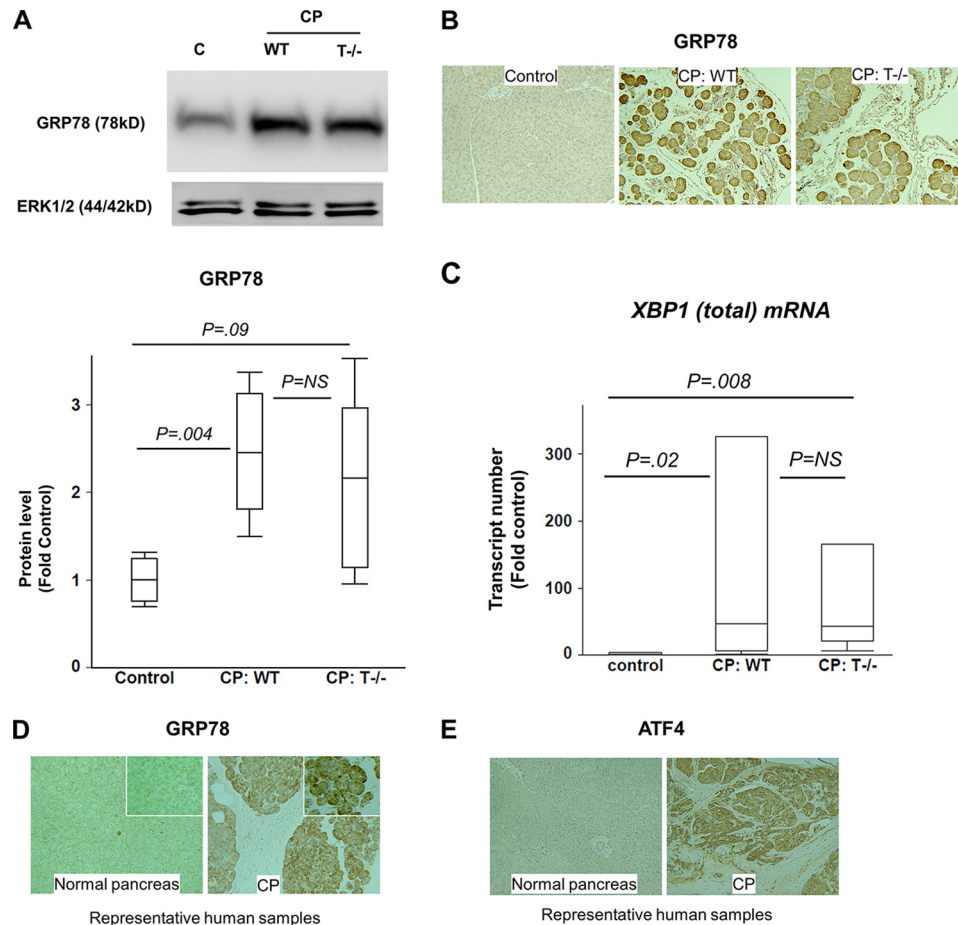 A
CP
C WT T-/-
GRP78 (78kD)
ERK1/2 (44/42kD)
GRP78
P=.09
P=NS
P=.004
Protein level
(Fold Control)
3
2
1
0
Control CP: WT CP: T-/-
B
GRP78
Control CP: WT CP: T-/-
C
XBP1 (total) mRNA
P=.008
P=.02 P=NS
Transcript number
(Fold control)
300
200
100
0
control CP: WT CP: T-/-
D
GRP78
Normal pancreas CP
Representative human samples
E
ATF4
Normal pancreas CP
Representative human samples